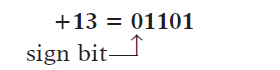 +13 = 01101
sign bit